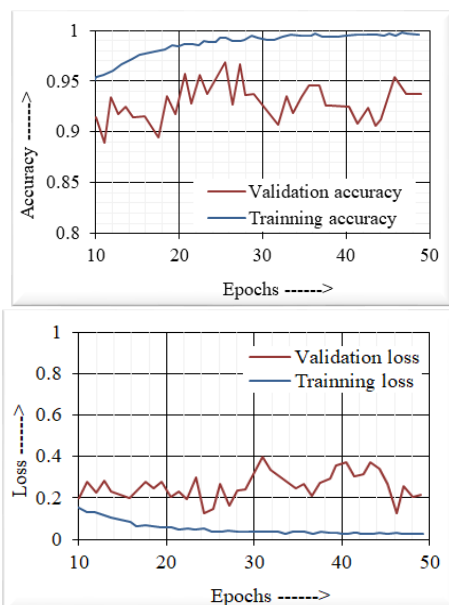 1
0.95
0.9
0.85
0.8
Accuracy ------>
Validation accuracy
Trainning accuracy
10 20 30 40 50
Epochs ------>
1
0.8
0.6
0.4
0.2
0
Loss ---->
Validation loss
Trainning loss
10 20 30 40 50
Epochs ------>